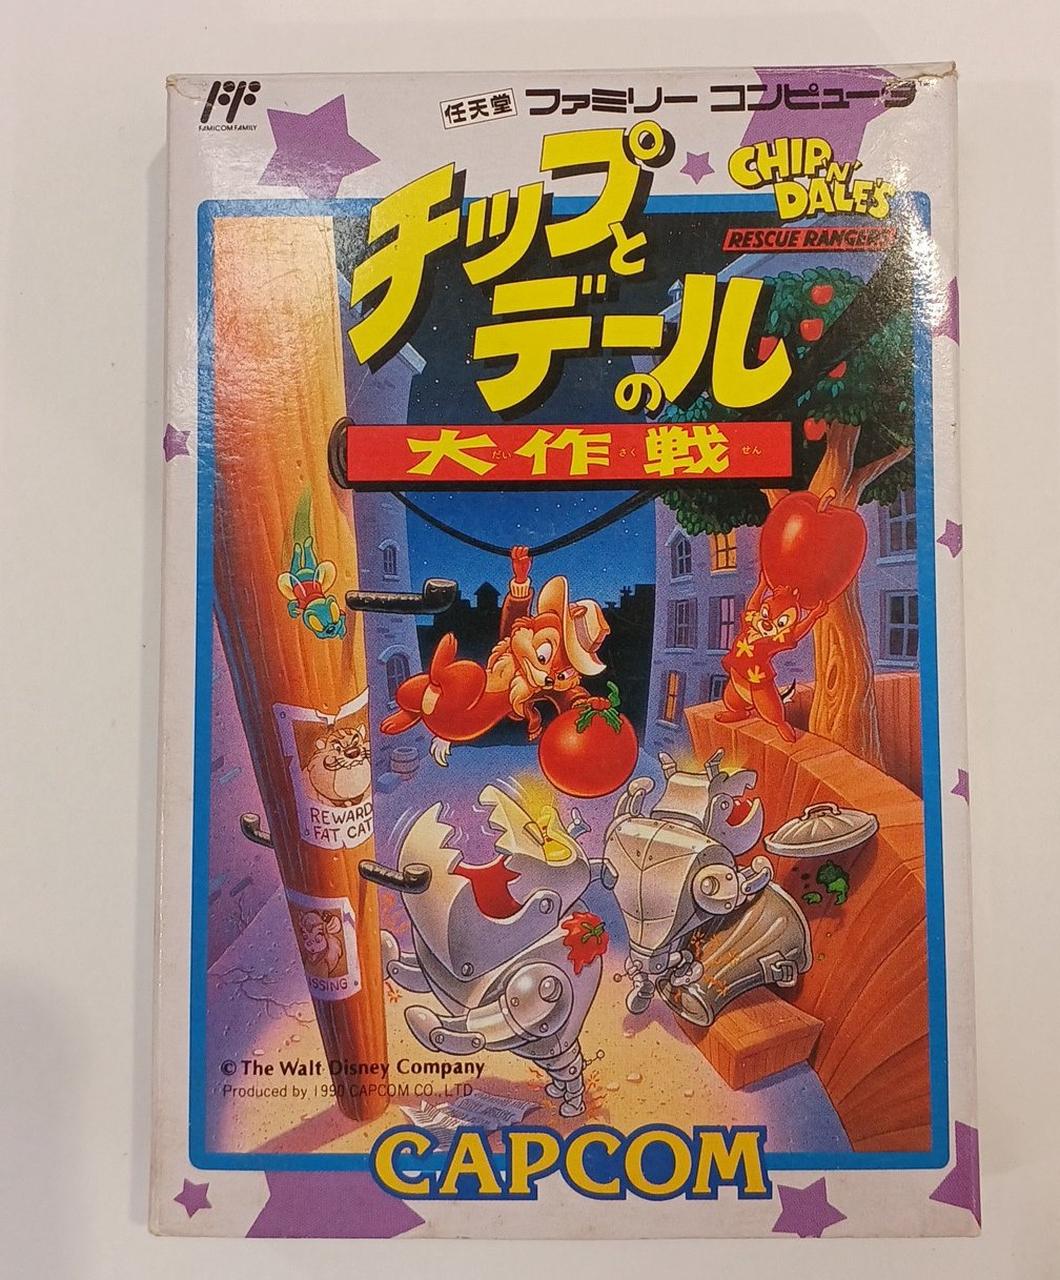 FAMICOM FAMILY
任天堂 ファミリー コンピュータ
チップと
デールの
大作戦
だい さく せん
CHIP 'N' DALE'S
RESCUE RANGERS
REWARD
FAT CAT
© The Walt Disney Company
Produced by 1990 CAPCOM CO., LTD.
CAPCOM